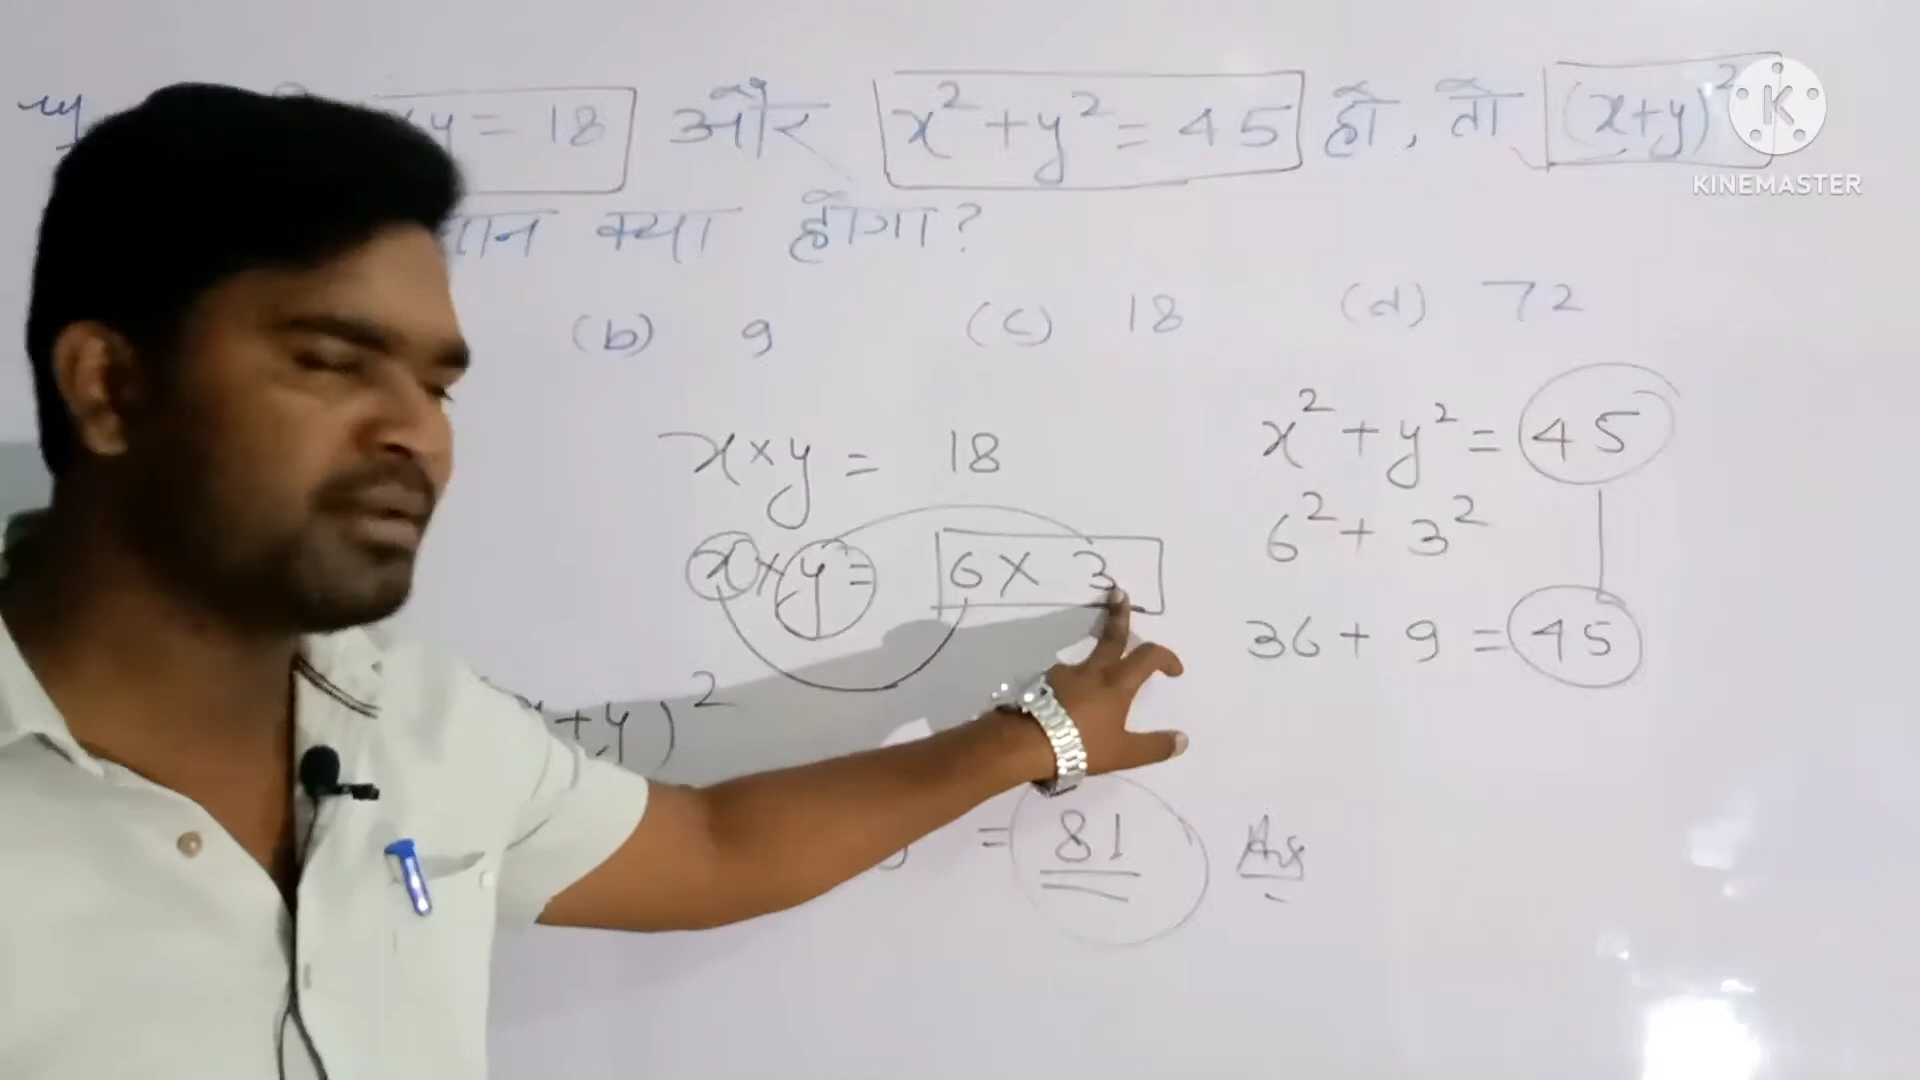 xy = 18 और x² + y² = 45 हो, तो (x+y)²
मान क्या होगा?
(b) 9 (c) 18 (d) 72
x × y = 18
x × y = 6 × 3
+y)²
= 81 Ans
x² + y² = 45
6² + 3²
36 + 9 = 45
K
KINEMASTER